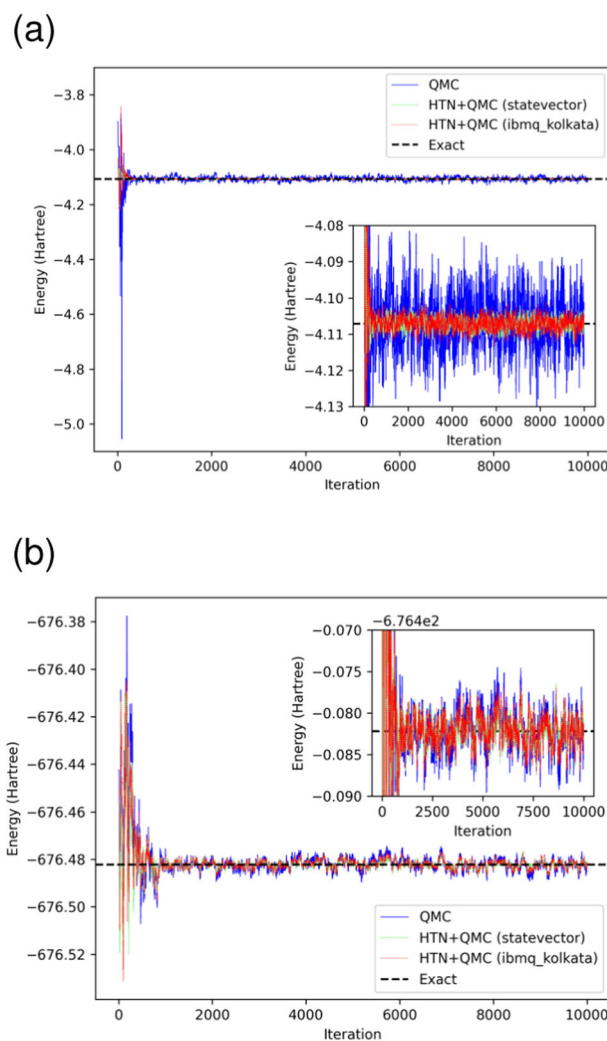 (a)
QMC
HTN+QMC (statevector)
HTN+QMC (ibmq_kolkata)
Exact
Energy (Hartree)
−3.8
−4.0
−4.2
−4.4
−4.6
−4.8
−5.0
0
2000
4000
6000
8000
10000
Iteration
Energy (Hartree)
−4.08
−4.09
−4.10
−4.11
−4.12
−4.13
0
2000
4000
6000
8000
10000
Iteration
(b)
Energy (Hartree)
−676.38
−676.40
−676.42
−676.44
−676.46
−676.48
−676.50
−676.52
0
2000
4000
6000
8000
10000
Iteration
−6.764e2
Energy (Hartree)
−0.070
−0.075
−0.080
−0.085
−0.090
0
2500
5000
7500
10000
Iteration
QMC
HTN+QMC (statevector)
HTN+QMC (ibmq_kolkata)
Exact